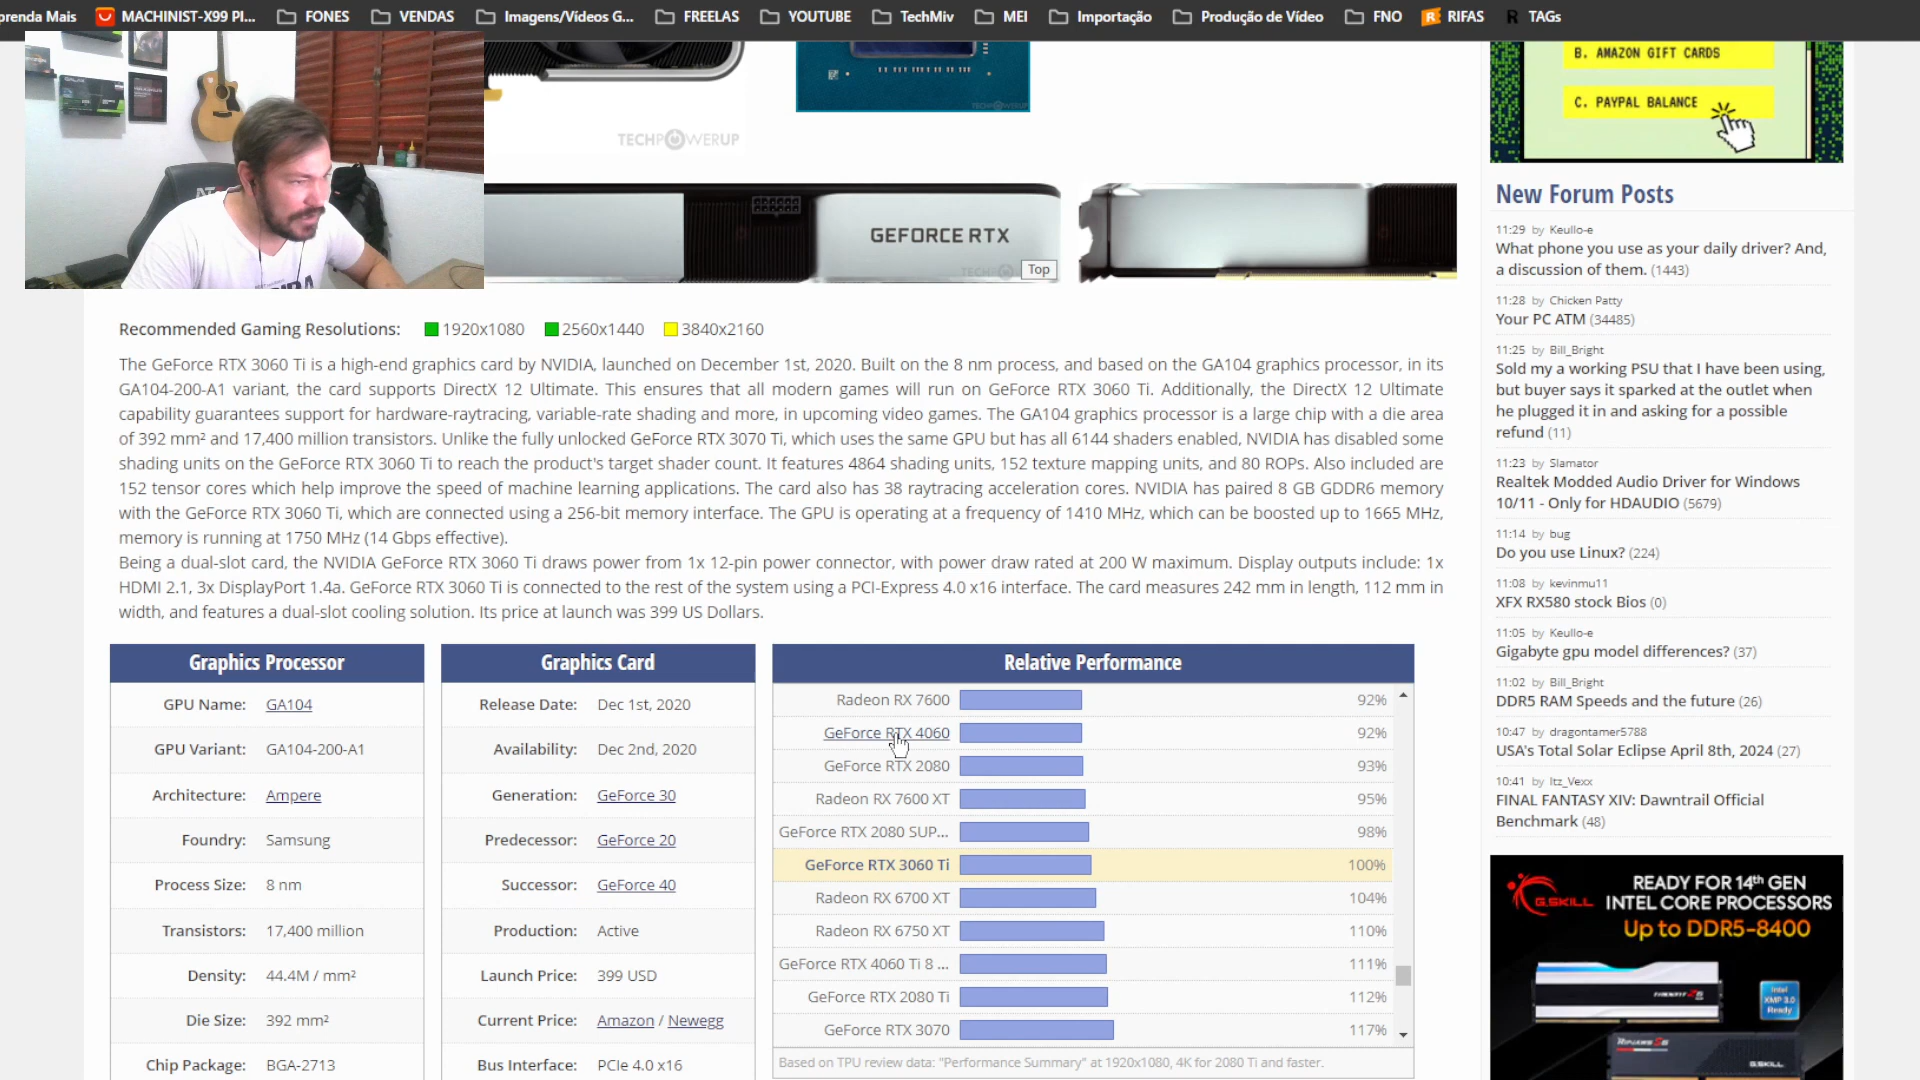 prenda Mais
MACHINIST-X99 PI...
FONES
VENDAS
Imagens/Vídeos G...
FREELAS
YOUTUBE
TechMiv
MEI
Importação
Produção de Vídeo
FNO
RIFAS
TAGs
TECHPOWERUP
GEFORCE RTX
Top
Recommended Gaming Resolutions: 1920x1080 2560x1440 3840x2160
The GeForce RTX 3060 Ti is a high-end graphics card by NVIDIA, launched on December 1st, 2020. Built on the 8 nm process, and based on the GA104 graphics processor, in its
GA104-200-A1 variant, the card supports DirectX 12 Ultimate. This ensures that all modern games will run on GeForce RTX 3060 Ti. Additionally, the DirectX 12 Ultimate
capability guarantees support for hardware-raytracing, variable-rate shading and more, in upcoming video games. The GA104 graphics processor is a large chip with a die area
of 392 mm² and 17,400 million transistors. Unlike the fully unlocked GeForce RTX 3070 Ti, which uses the same GPU but has all 6144 shaders enabled, NVIDIA has disabled some
shading units on the GeForce RTX 3060 Ti to reach the product's target shader count. It features 4864 shading units, 152 texture mapping units, and 80 ROPs. Also included are
152 tensor cores which help improve the speed of machine learning applications. The card also has 38 raytracing acceleration cores. NVIDIA has paired 8 GB GDDR6 memory
with the GeForce RTX 3060 Ti, which are connected using a 256-bit memory interface. The GPU is operating at a frequency of 1410 MHz, which can be boosted up to 1665 MHz,
memory is running at 1750 MHz (14 Gbps effective).
Being a dual-slot card, the NVIDIA GeForce RTX 3060 Ti draws power from 1x 12-pin power connector, with power draw rated at 200 W maximum. Display outputs include: 1x
HDMI 2.1, 3x DisplayPort 1.4a. GeForce RTX 3060 Ti is connected to the rest of the system using a PCI-Express 4.0 x16 interface. The card measures 242 mm in length, 112 mm in
width, and features a dual-slot cooling solution. Its price at launch was 399 US Dollars.
Graphics Processor
GPU Name: GA104
GPU Variant: GA104-200-A1
Architecture: Ampere
Foundry: Samsung
Process Size: 8 nm
Transistors: 17,400 million
Density: 44.4M / mm²
Die Size: 392 mm²
Chip Package: BGA-2713
Graphics Card
Release Date: Dec 1st, 2020
Availability: Dec 2nd, 2020
Generation: GeForce 30
Predecessor: GeForce 20
Successor: GeForce 40
Production: Active
Launch Price: 399 USD
Current Price: Amazon / Newegg
Bus Interface: PCIe 4.0 x16
Relative Performance
Radeon RX 7600 92%
GeForce RTX 4060 92%
GeForce RTX 2080 93%
Radeon RX 7600 XT 95%
GeForce RTX 2080 SUP... 98%
GeForce RTX 3060 Ti 100%
Radeon RX 6700 XT 104%
Radeon RX 6750 XT 110%
GeForce RTX 4060 Ti 8 ... 111%
GeForce RTX 2080 Ti 112%
GeForce RTX 3070 117%
Based on TPU review data: "Performance Summary" at 1920x1080, 4K for 2080 Ti and faster.
B. AMAZON GIFT CARDS
C. PAYPAL BALANCE
New Forum Posts
11:29 by Keullo-e
What phone you use as your daily driver? And,
a discussion of them. (1443)
11:28 by Chicken Patty
Your PC ATM (34485)
11:25 by Bill_Bright
Sold my a working PSU that I have been using,
but buyer says it sparked at the outlet when
he plugged it in and asking for a possible
refund (11)
11:23 by Slamator
Realtek Modded Audio Driver for Windows
10/11 - Only for HDAUDIO (5679)
11:14 by bug
Do you use Linux? (224)
11:08 by kevinmu11
XFX RX580 stock Bios (0)
11:05 by Keullo-e
Gigabyte gpu model differences? (37)
11:02 by Bill_Bright
DDR5 RAM Speeds and the future (26)
10:47 by dragontamer5788
USA's Total Solar Eclipse April 8th, 2024 (27)
10:41 by Itz_Vexx
FINAL FANTASY XIV: Dawntrail Official
Benchmark (48)
G.SKILL
READY FOR 14th GEN
INTEL CORE PROCESSORS
Up to DDR5-8400
intel
XMP 3.0
Ready
G.SKILL